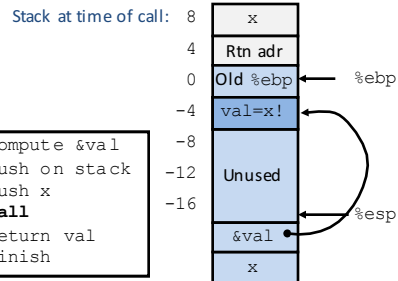 Stack at time of call:
8 x
4 Rtn adr
0 Old %ebp %ebp
-4 val=x!
-8
-12 Unused
-16
%esp
&val
x
ompute &val
ush on stack
ush x
all
eturn val
inish